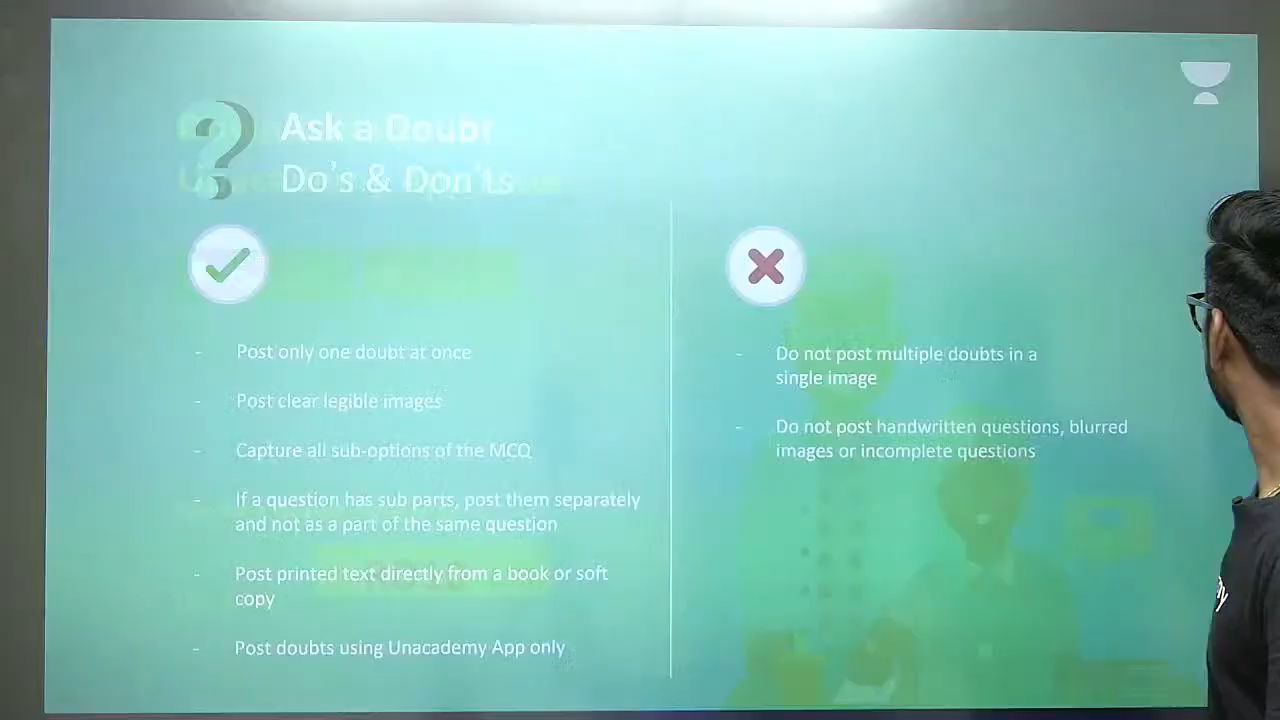 Ask a Doubt
Do's & Don'ts
- Post only one doubt at once
- Post clear legible images
- Capture all sub-options of the MCQ
- If a question has sub parts, post them separately
and not as a part of the same question
- Post printed text directly from a book or soft
copy
- Post doubts using Unacademy App only
- Do not post multiple doubts in a
single image
- Do not post handwritten questions, blurred
images or incomplete questions